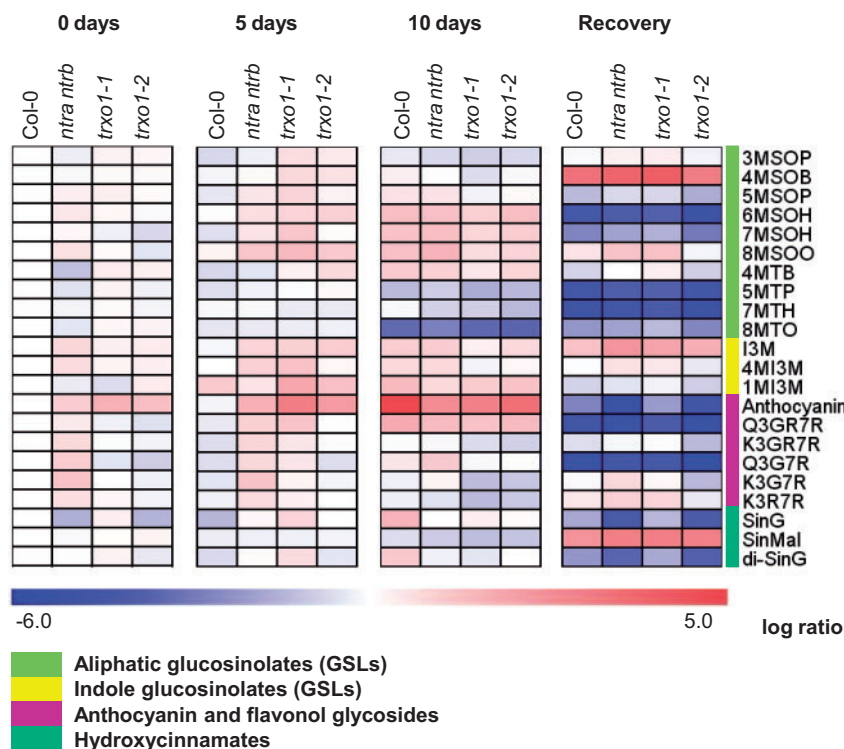 0 days 5 days 10 days Recovery
Col-0 ntra ntrb trxo1-1 trxo1-2 Col-0 ntra ntrb trxo1-1 trxo1-2 Col-0 ntra ntrb trxo1-1 trxo1-2 Col-0 ntra ntrb trxo1-1 trxo1-2
3MSOP
4MSOB
5MSOP
6MSOH
7MSOH
8MSOO
4MTB
5MTP
7MTH
8MTO
I3M
4MI3M
1MI3M
Anthocyanin
Q3GR7R
K3GR7R
Q3G7R
K3G7R
K3R7R
SinG
SinMal
di-SinG
-6.0 5.0 log ratio
Aliphatic glucosinolates (GSLs)
Indole glucosinolates (GSLs)
Anthocyanin and flavonol glycosides
Hydroxycinnamates